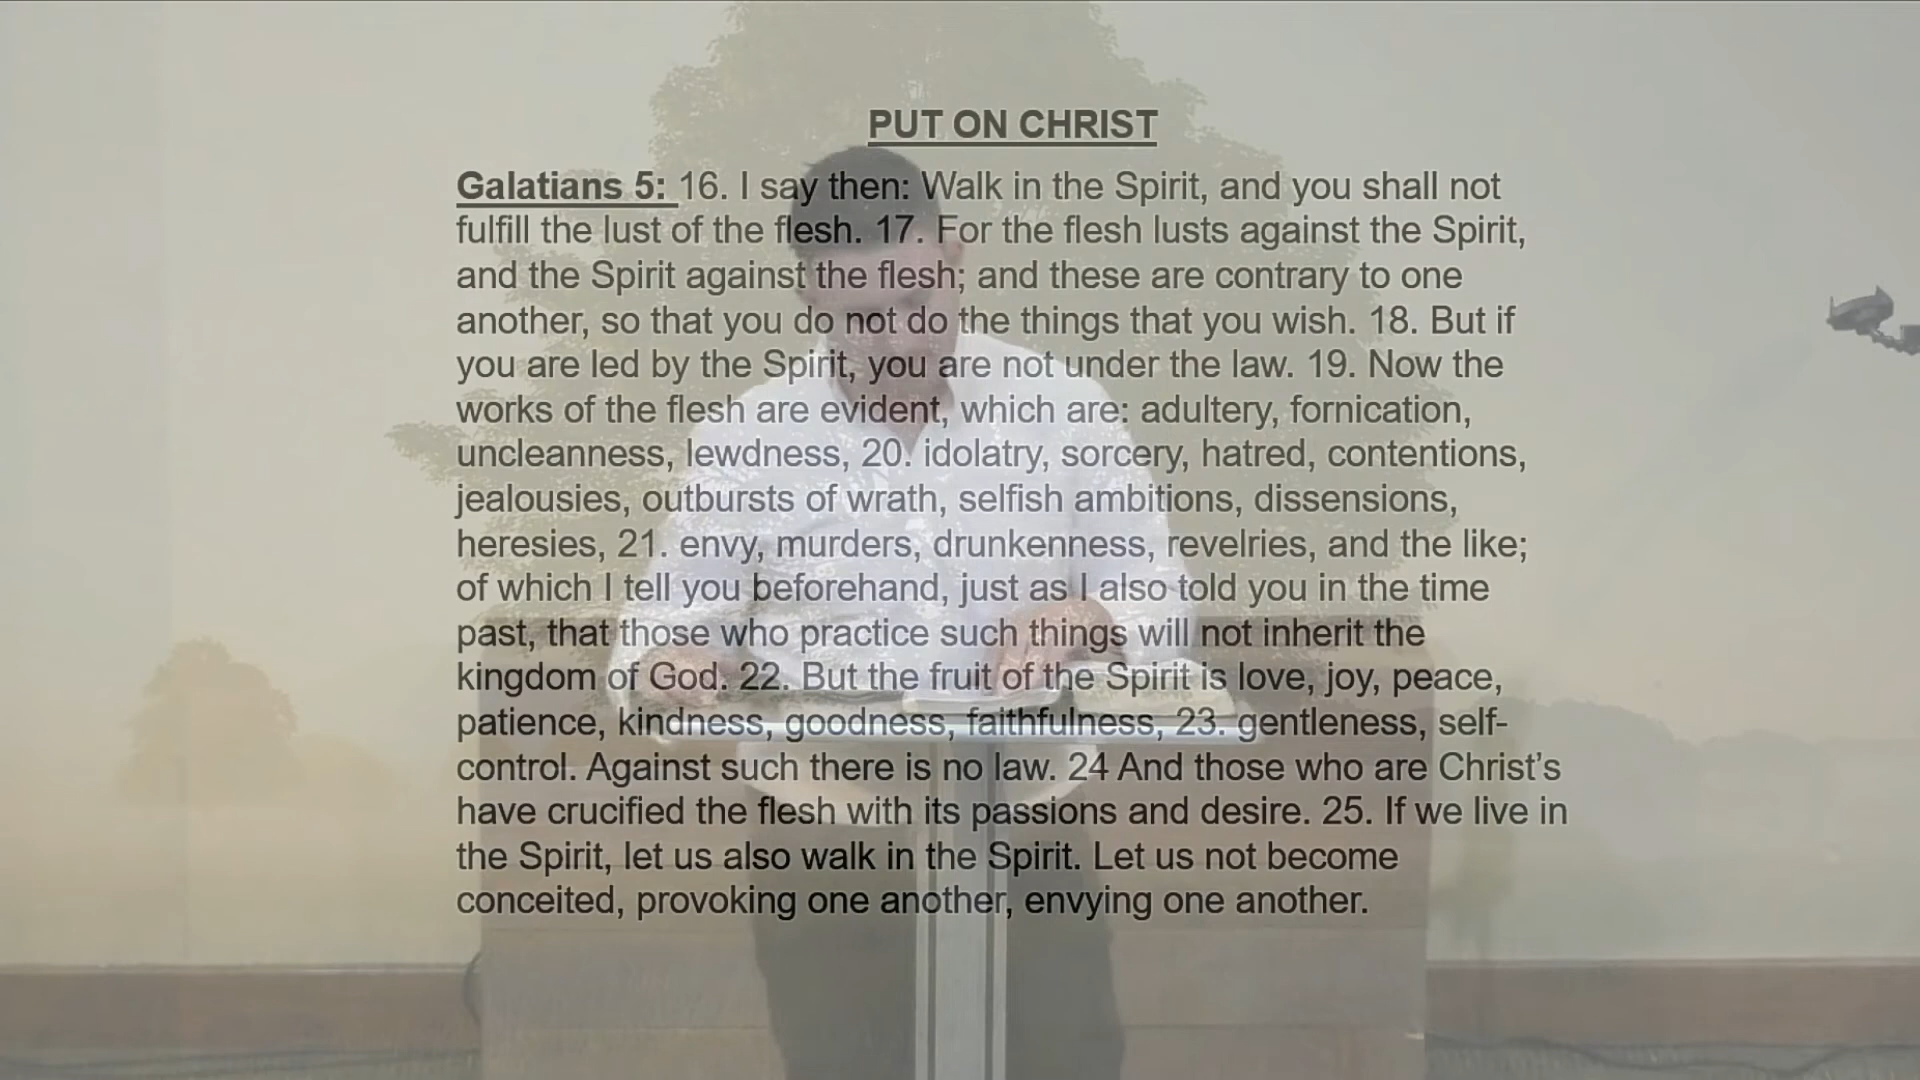 PUT ON CHRIST
Galatians 5: 16. I say then: Walk in the Spirit, and you shall not
fulfill the lust of the flesh. 17. For the flesh lusts against the Spirit,
and the Spirit against the flesh; and these are contrary to one
another, so that you do not do the things that you wish. 18. But if
you are led by the Spirit, you are not under the law. 19. Now the
works of the flesh are evident, which are: adultery, fornication,
uncleanness, lewdness, 20. idolatry, sorcery, hatred, contentions,
jealousies, outbursts of wrath, selfish ambitions, dissensions,
heresies, 21. envy, murders, drunkenness, revelries, and the like;
of which I tell you beforehand, just as I also told you in the time
past, that those who practice such things will not inherit the
kingdom of God. 22. But the fruit of the Spirit is love, joy, peace,
patience, kindness, goodness, faithfulness, 23. gentleness, self-
control. Against such there is no law. 24 And those who are Christ’s
have crucified the flesh with its passions and desire. 25. If we live in
the Spirit, let us also walk in the Spirit. Let us not become
conceited, provoking one another, envying one another.